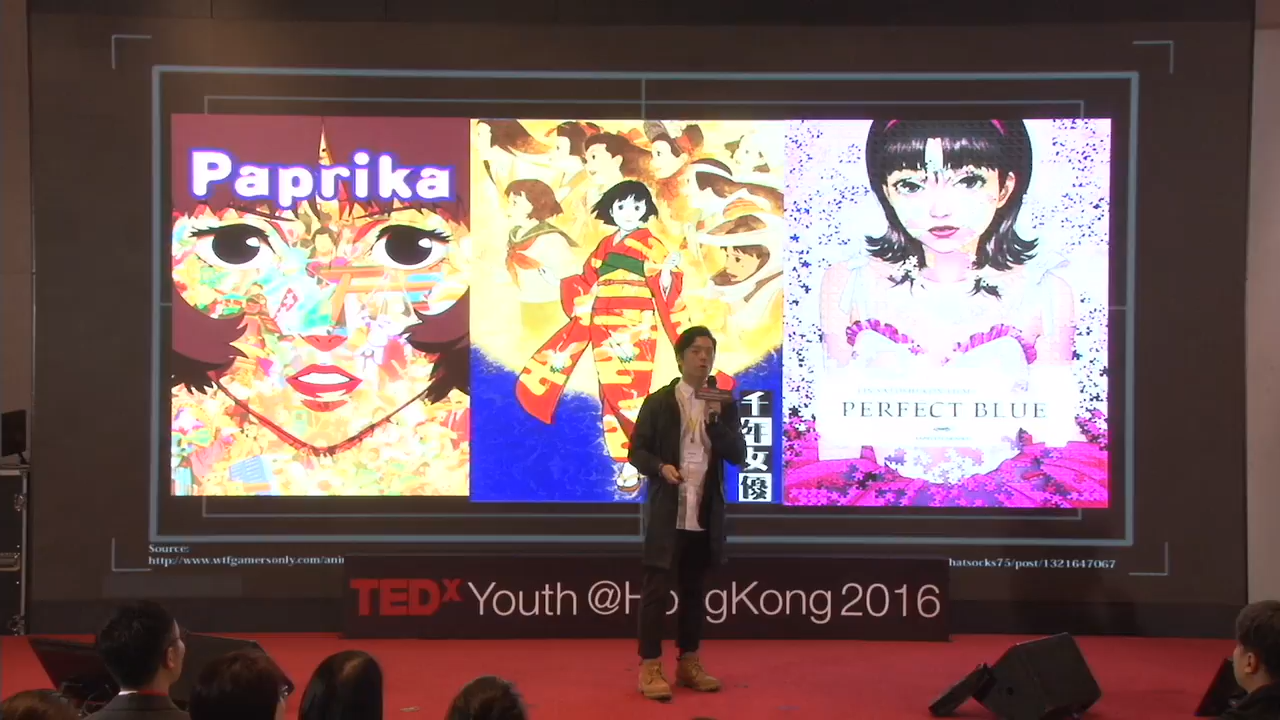 Paprika
千年女優
PERFECT BLUE
Source:
http://www.wtfgamersonly.com/ani
hatsocks75/post/1321647067
TEDx Youth @HongKong 2016